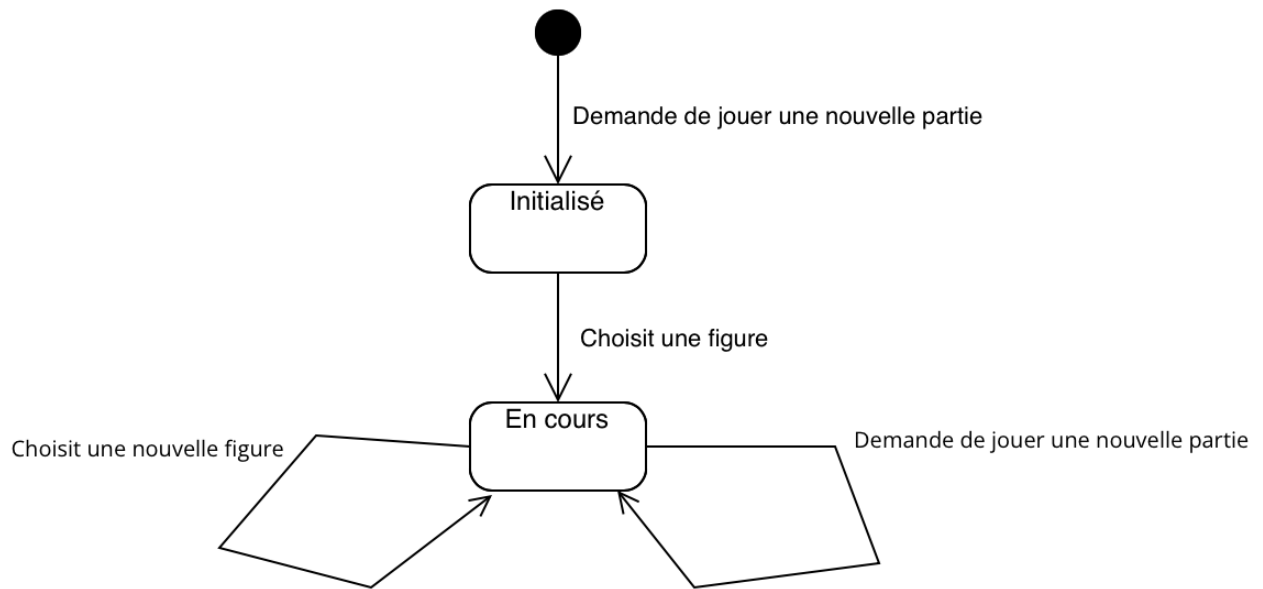 Demande de jouer une nouvelle partie
Initialisé
Choisit une figure
En cours
Choisit une nouvelle figure
Demande de jouer une nouvelle partie